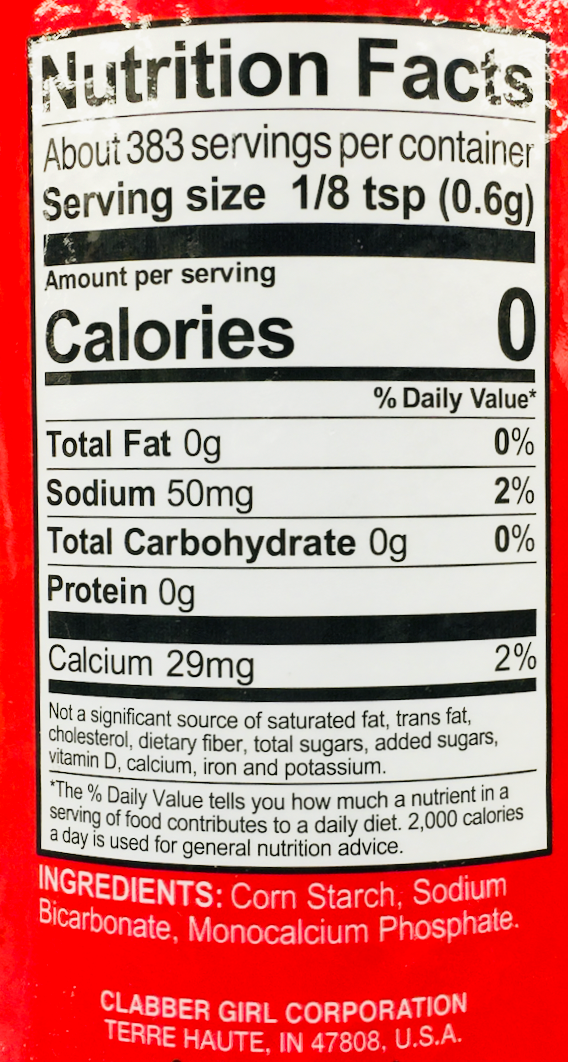 Nutrition Facts
About 383 servings per container
Serving size 1/8 tsp (0.6g)
Amount per serving
Calories 0
% Daily Value*
Total Fat 0g 0%
Sodium 50mg 2%
Total Carbohydrate 0g 0%
Protein 0g
Calcium 29mg 2%
Not a significant source of saturated fat, trans fat,
cholesterol, dietary fiber, total sugars, added sugars,
vitamin D, calcium, iron and potassium.
*The % Daily Value tells you how much a nutrient in a
serving of food contributes to a daily diet. 2,000 calories
a day is used for general nutrition advice.
INGREDIENTS: Corn Starch, Sodium
Bicarbonate, Monocalcium Phosphate.
CLABBER GIRL CORPORATION
TERRE HAUTE, IN 47808, U.S.A.